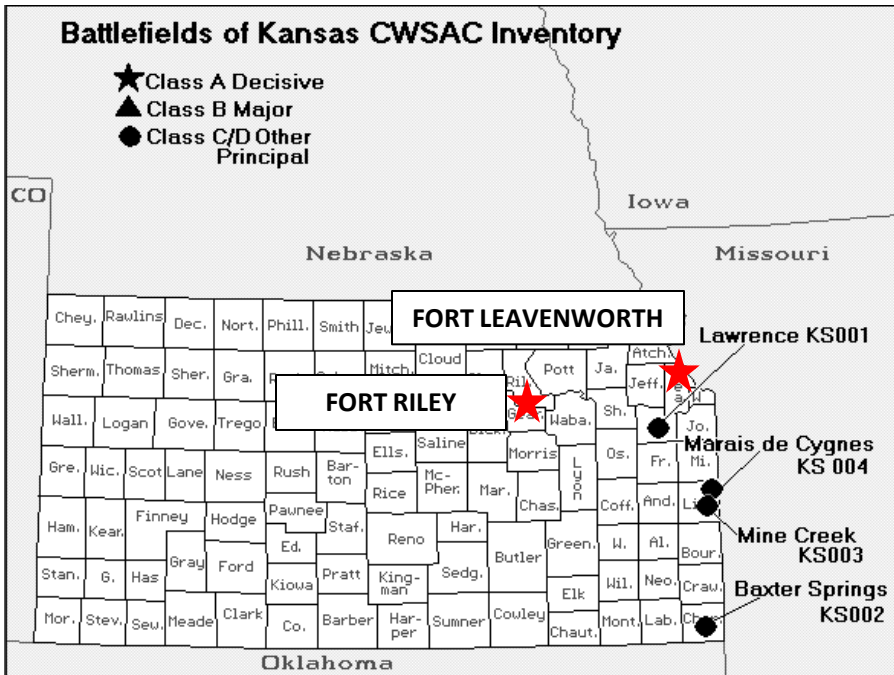 Battlefields of Kansas CWSAC Inventory
Class A Decisive
Class B Major
Class C/D Other
Principal
CO
Iowa
Nebraska
Missouri
FORT LEAVENWORTH
Lawrence KS001
Chey. Rawlins Dec. Nort. Phill. Smith Jew
Cloud
Pott Ja. Atch.
Sherm. Thomas Sher. Gra. Mitch. Ril Jeff.
FORT RILEY
Wall. Logan Gove. Trego Saline Waba. Sh. Jo.
Marais de Cygnes
KS 004
Ells. Morris Os. Fr. Mi.
Gre. Wic. Scot Lane Ness Rush Bar-
ton Rice Mc-
Pher. Mar. Chas. Lyon Coff. And. Li
Mine Creek
KS003
Ham. Kear. Finney Hodge Pawnee Staf. Reno Har. Butler Green. W. Al. Bour.
Stan. G. Has Gray Ford Ed. Kiowa Pratt King-
man Sedg. Elk Wil. Neo. Craw.
Baxter Springs
KS002
Mor. Stev. Sew. Meade Clark Co. Barber Har-
per Sumner Cowley Chaut. Mont. Lab.
Oklahoma